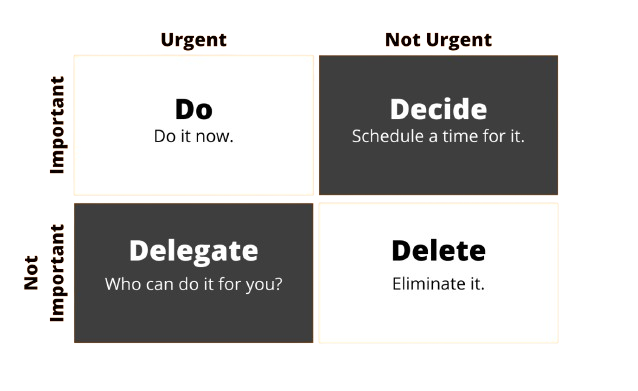 Urgent
Not Urgent
Important
Do
Do it now.
Decide
Schedule a time for it.
Not
Important
Delegate
Who can do it for you?
Delete
Eliminate it.